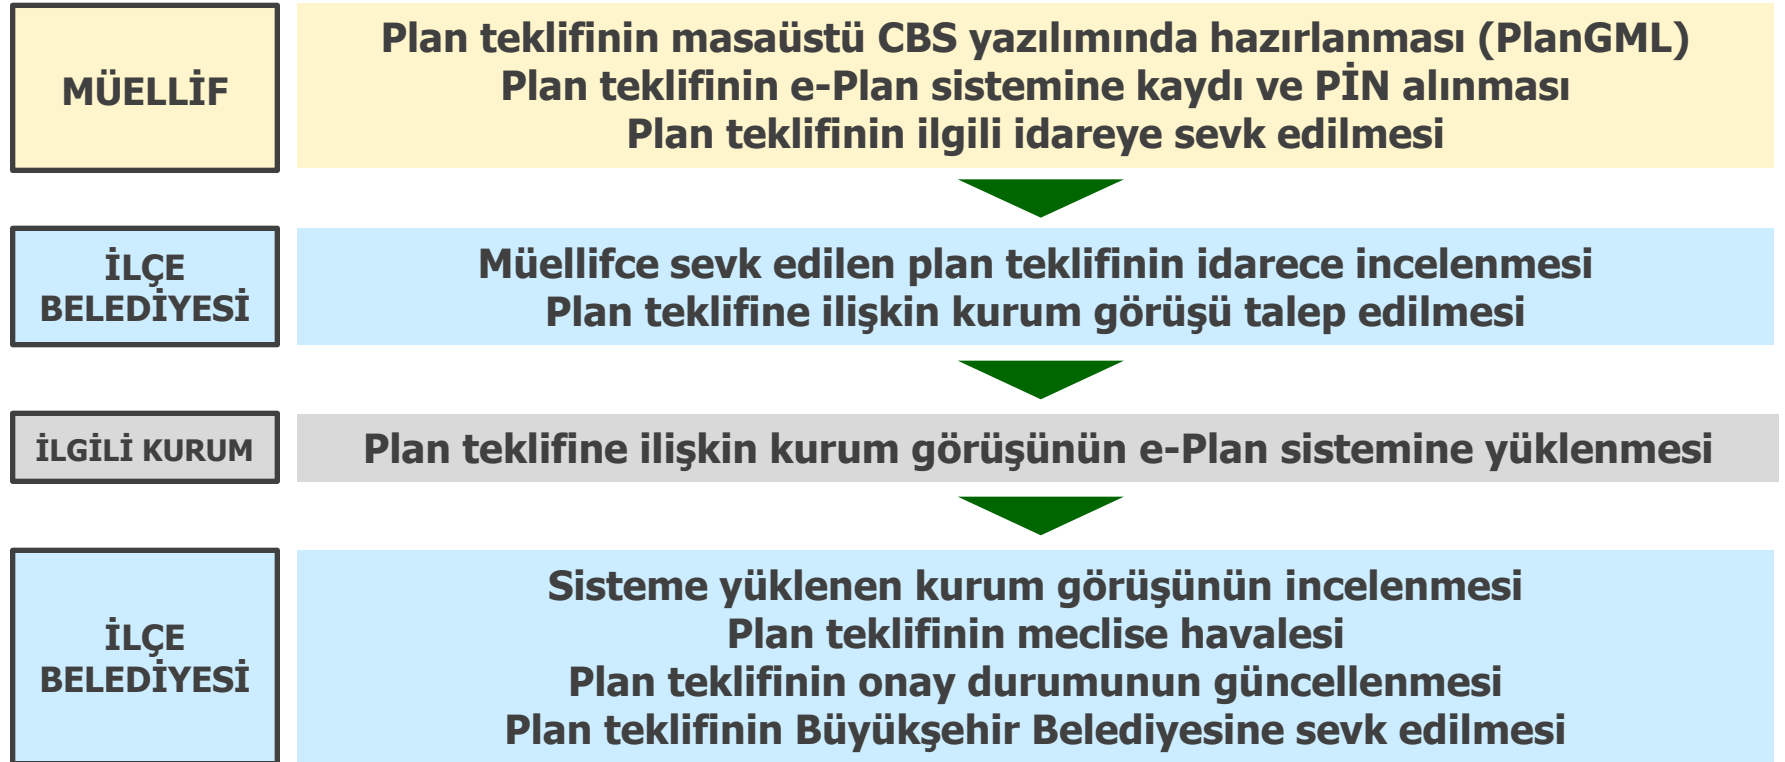 MÜELLİF
Plan teklifinin masaüstü CBS yazılımında hazırlanması (PlanGML)
Plan teklifinin e-Plan sistemine kaydı ve PİN alınması
Plan teklifinin ilgili idareye sevk edilmesi
İLÇE
BELEDİYESİ
Müellifce sevk edilen plan teklifinin idarece incelenmesi
Plan teklifine ilişkin kurum görüşü talep edilmesi
İLGİLİ KURUM
Plan teklifine ilişkin kurum görüşünün e-Plan sistemine yüklenmesi
İLÇE
BELEDİYESİ
Sisteme yüklenen kurum görüşünün incelenmesi
Plan teklifinin meclise havalesi
Plan teklifinin onay durumunun güncellenmesi
Plan teklifinin Büyükşehir Belediyesine sevk edilmesi